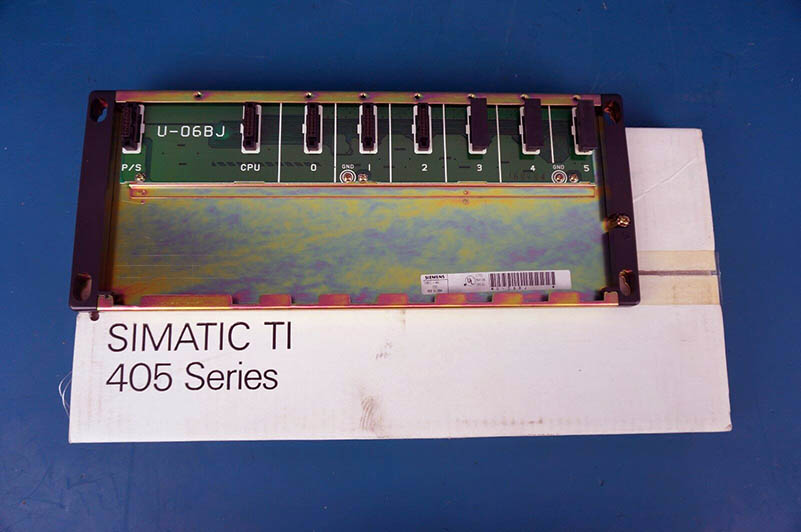 U-06BJ
P/S CPU 0 GND 1 2 3 4 GND 5
SIEMENS
SIMATIC TI
405 Series